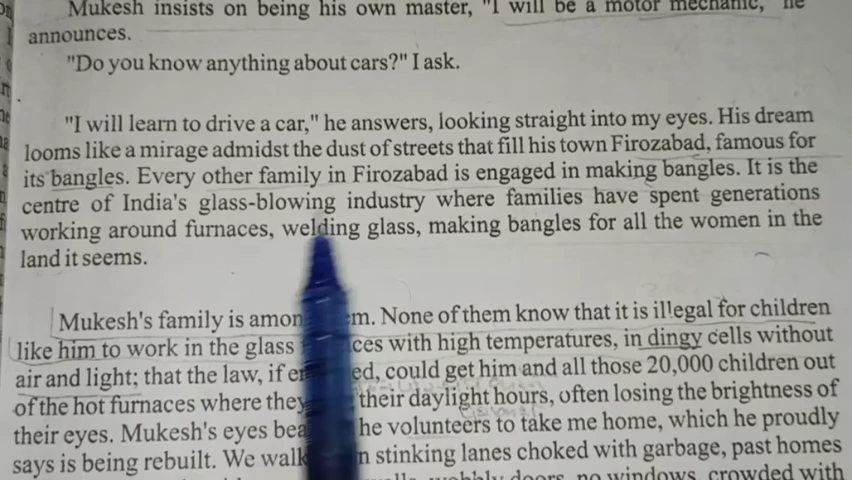 Mukesh insists on being his own master, "I will be a motor mechanic," he
announces.
"Do you know anything about cars?" I ask.
"I will learn to drive a car," he answers, looking straight into my eyes. His dream
looms like a mirage admidst the dust of streets that fill his town Firozabad, famous for
its bangles. Every other family in Firozabad is engaged in making bangles. It is the
centre of India's glass-blowing industry where families have spent generations
working around furnaces, welding glass, making bangles for all the women in the
land it seems.
Mukesh's family is among them. None of them know that it is illegal for children
like him to work in the glass with high temperatures, in dingy cells without
air and light; that the law, if could get him and all those 20,000 children out
of the hot furnaces where they their daylight hours, often losing the brightness of
their eyes. Mukesh's eyes he volunteers to take me home, which he proudly
says is being rebuilt. We walk stinking lanes choked with garbage, past homes
doors, no windows, crowded with